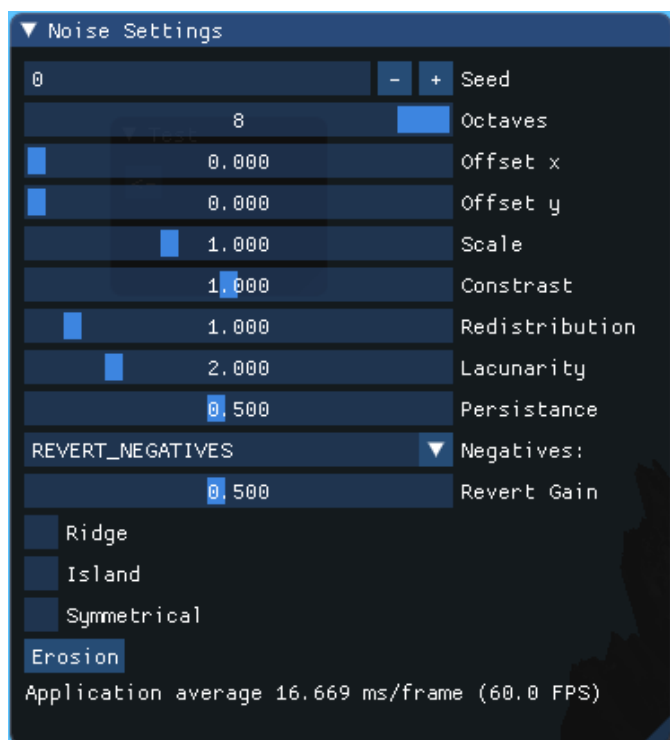 Noise Settings
0 - + Seed
8 Octaves
Test
0.000 Offset x
0.000 Offset y
1.000 Scale
1.000 Constrast
1.000 Redistribution
2.000 Lacunarity
0.500 Persistance
REVERT_NEGATIVES Negatives:
0.500 Revert Gain
Ridge
Island
Symmetrical
Erosion
Application average 16.669 ms/frame (60.0 FPS)